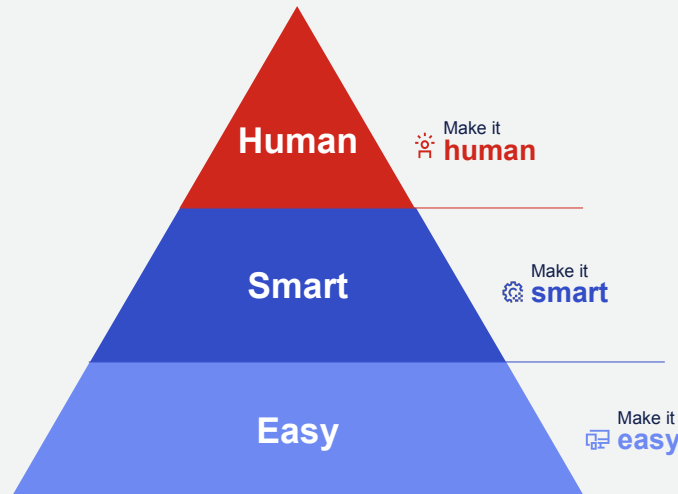 Human
Make it
human
Smart
Make it
smart
Easy
Make it
easy